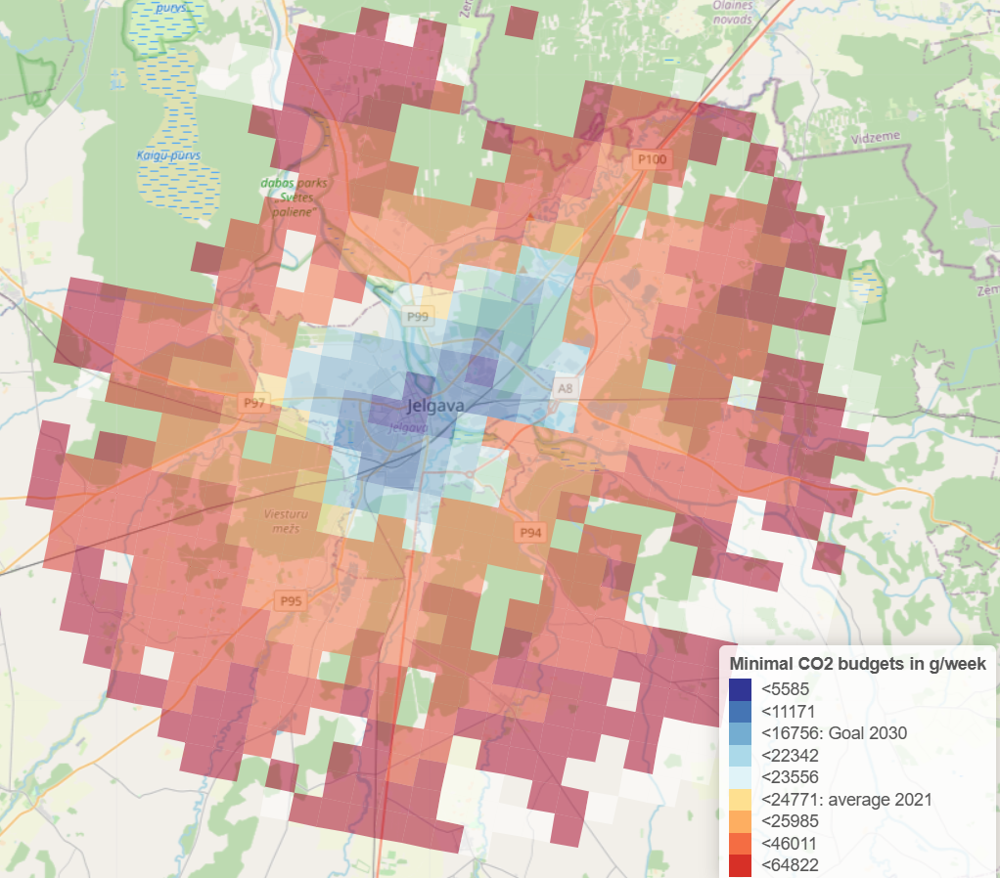 purvs
Zem
Olaines
novads
P100
Vidzeme
Kaigu purvs
dabas parks
„Svētes
paliene"
Zem
P99
A8
P97
Jelgava
Jelgava
Viesturu
mežs
P94
P95
Minimal CO2 budgets in g/week
<5585
<11171
<16756: Goal 2030
<22342
<23556
<24771: average 2021
<25985
<46011
<64822